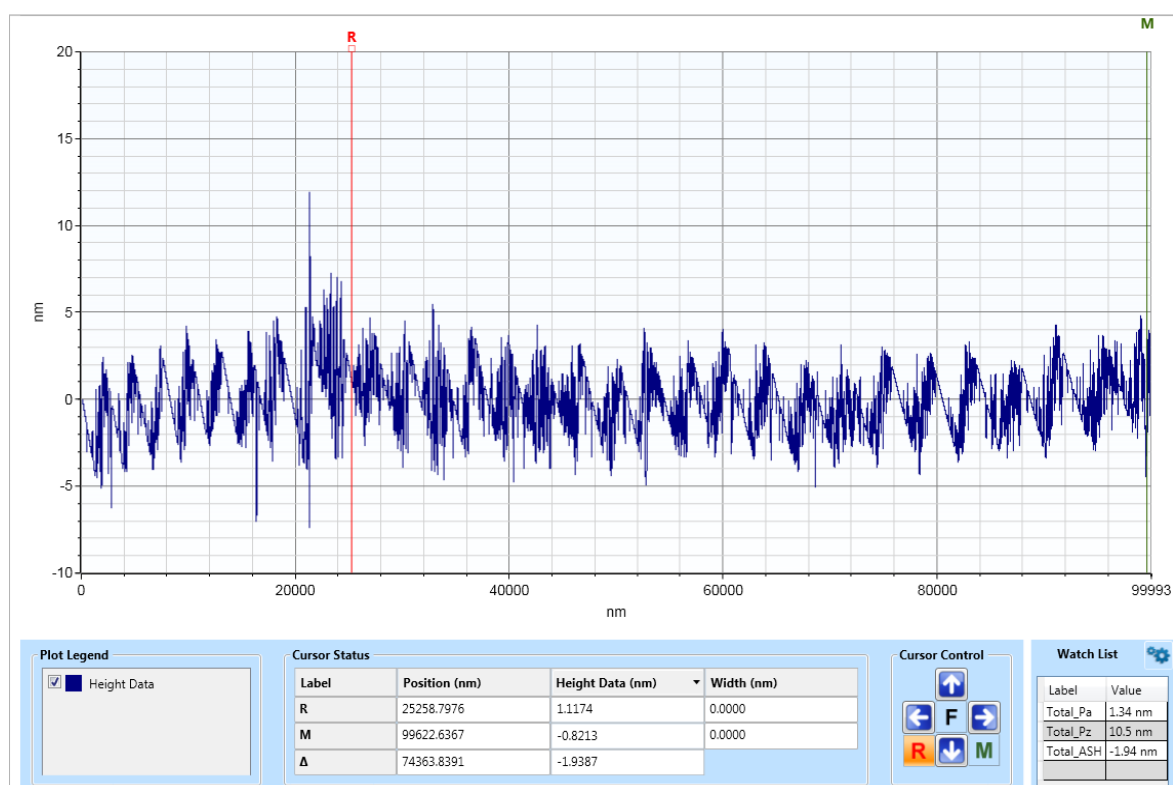 M
R
20
15
10
5
0
-5
-10
nm
0 20000 40000 60000 80000 99993
nm
Plot Legend
Height Data
Cursor Status
Label Position (nm) Height Data (nm) Width (nm)
R 25258.7976 1.1174 0.0000
M 99622.6367 -0.8213 0.0000
Δ 74363.8391 -1.9387
Cursor Control
F
R M
Watch List
Label Value
Total_Pa 1.34 nm
Total_Pz 10.5 nm
Total_ASH -1.94 nm